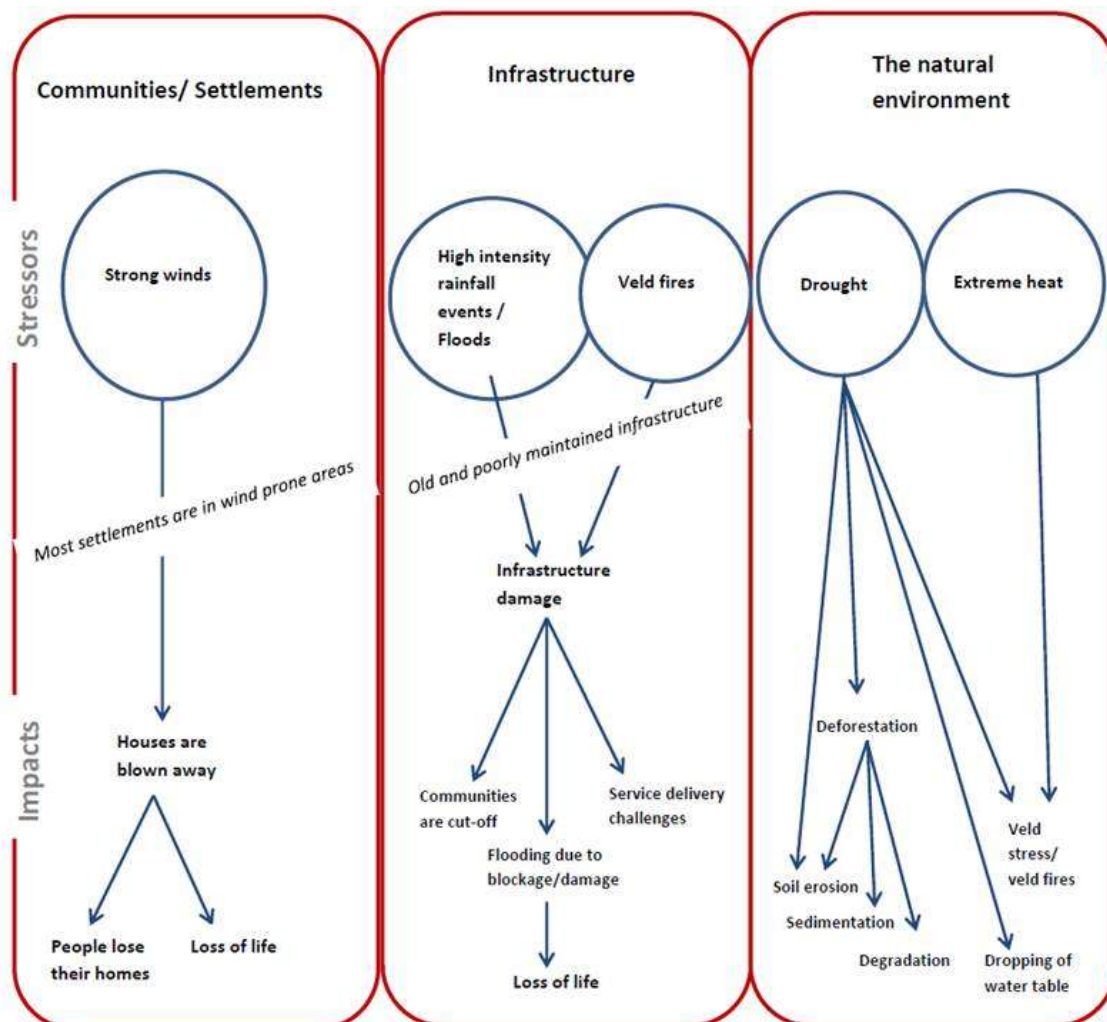 Communities/ Settlements
Infrastructure
The natural
environment
Stressors
Strong winds
High intensity
rainfall
events /
Floods
Veld fires
Drought
Extreme heat
Most settlements are in wind prone areas
Old and poorly maintained infrastructure
Infrastructure
damage
Impacts
Houses are
blown away
People lose
their homes
Loss of life
Communities
are cut-off
Service delivery
challenges
Flooding due to
blockage/damage
Loss of life
Deforestation
Soil erosion
Sedimentation
Degradation
Veld
stress/
veld fires
Dropping of
water table